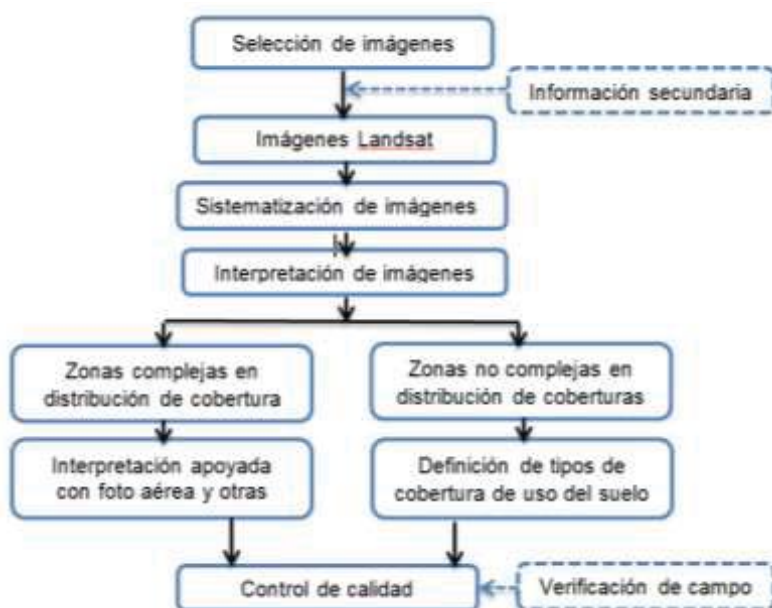 Selección de imágenes
Información secundaria
Imágenes Landsat
Sistematización de imágenes
Interpretación de imágenes
Zonas complejas en
distribución de cobertura
Zonas no complejas en
distribución de coberturas
Interpretación apoyada
con foto aérea y otras
Definición de tipos de
cobertura de uso del suelo
Control de calidad
Verificación de campo